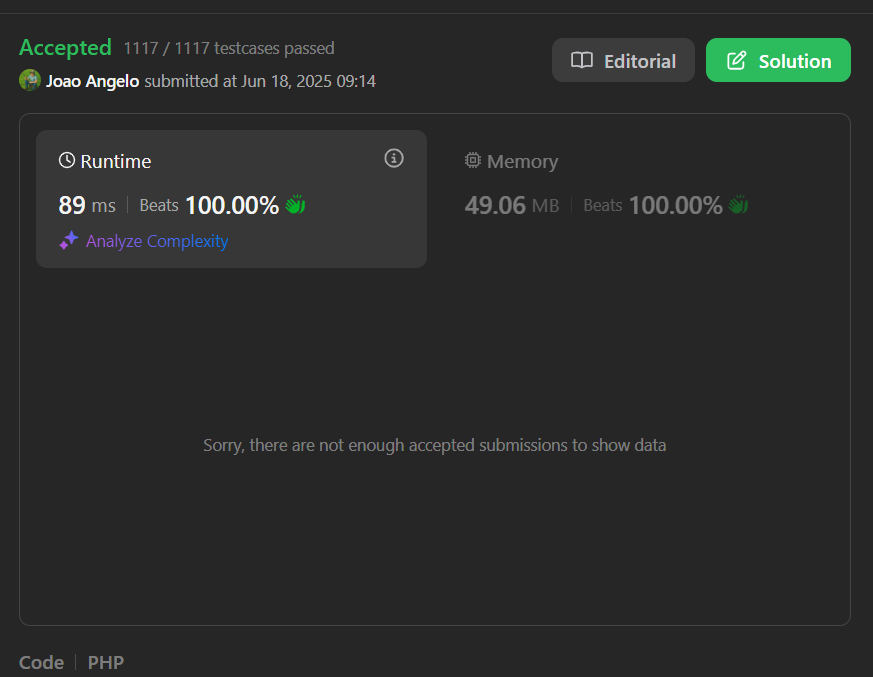 Accepted 1117 / 1117 testcases passed
Joao Angelo submitted at Jun 18, 2025 09:14
Editorial
Solution
Runtime
89 ms | Beats 100.00%
Analyze Complexity
Memory
49.06 MB | Beats 100.00%
Sorry, there are not enough accepted submissions to show data
Code | PHP